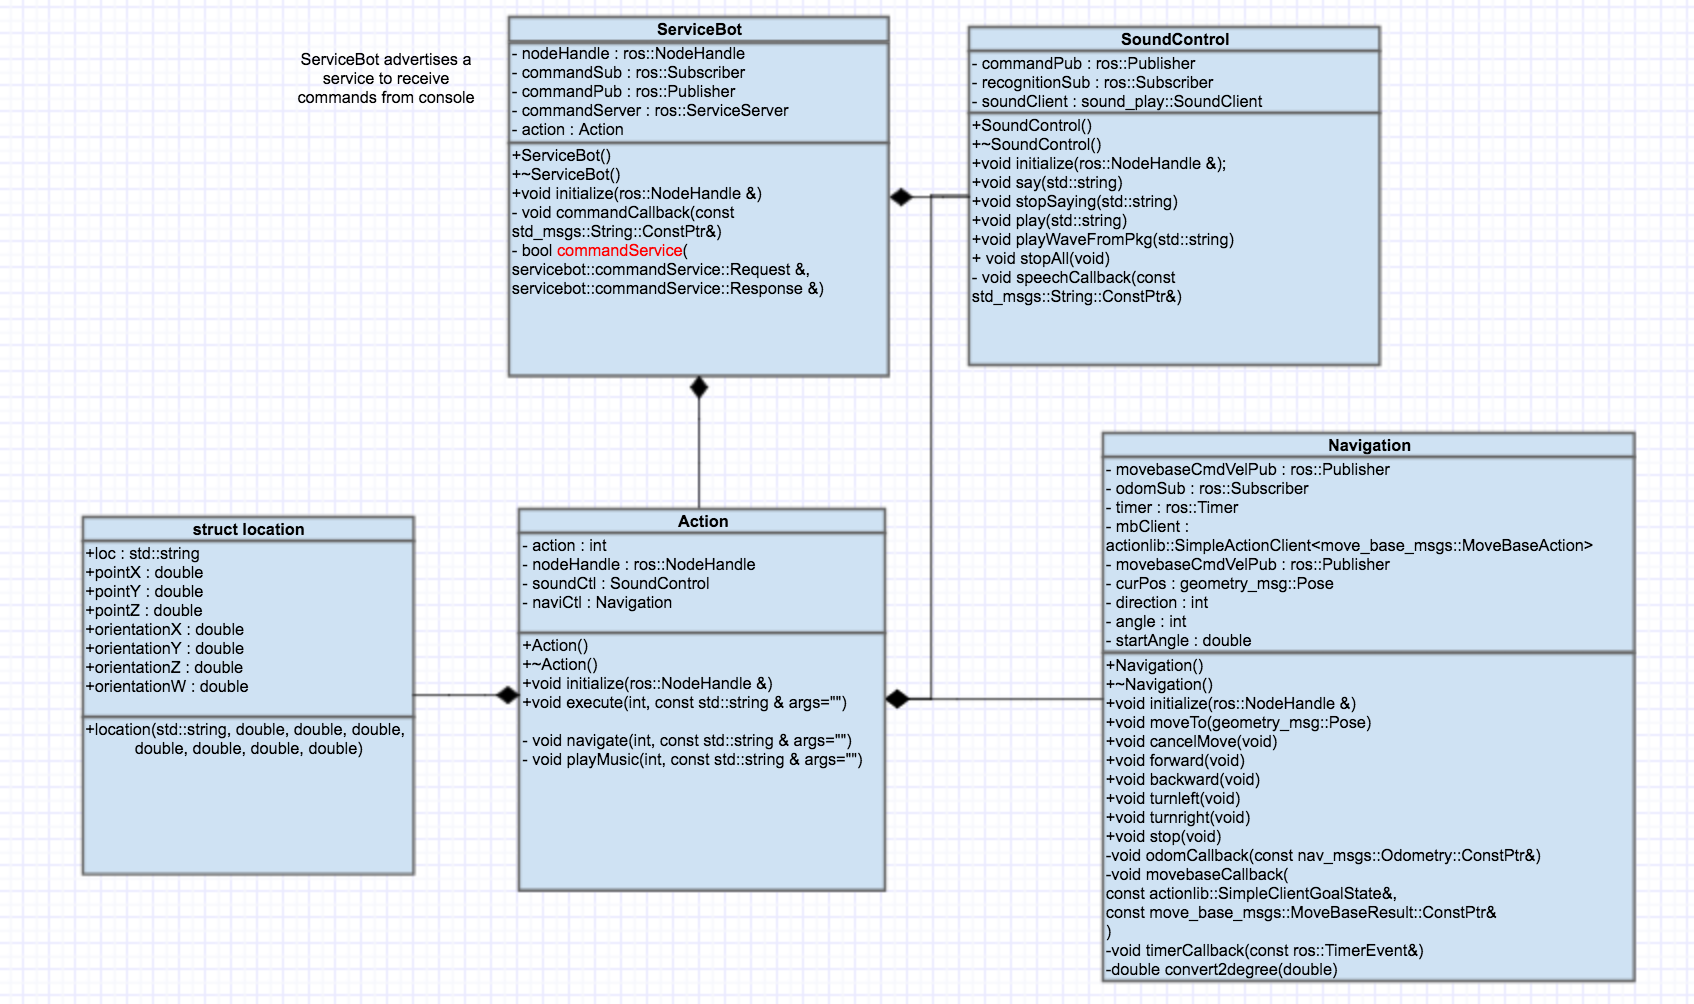 ServiceBot advertises a
service to receive
commands from console
ServiceBot
- nodeHandle : ros::NodeHandle
- commandSub : ros::Subscriber
- commandPub : ros::Publisher
- commandServer : ros::ServiceServer
- action : Action
+ServiceBot()
+~ServiceBot()
+void initialize(ros::NodeHandle &)
- void commandCallback(const
std_msgs::String::ConstPtr&)
- bool commandService(
servicebot::commandService::Request &,
servicebot::commandService::Response &)
SoundControl
- commandPub : ros::Publisher
- recognitionSub : ros::Subscriber
- soundClient : sound_play::SoundClient
+SoundControl()
+~SoundControl()
+void initialize(ros::NodeHandle &);
+void say(std::string)
+void stopSaying(std::string)
+void play(std::string)
+void playWaveFromPkg(std::string)
+ void stopAll(void)
- void speechCallback(const
std_msgs::String::ConstPtr&)
struct location
+loc : std::string
+pointX : double
+pointY : double
+pointZ : double
+orientationX : double
+orientationY : double
+orientationZ : double
+orientationW : double
+location(std::string, double, double, double,
double, double, double, double)
Action
- action : int
- nodeHandle : ros::NodeHandle
- soundCtl : SoundControl
- naviCtl : Navigation
+Action()
+~Action()
+void initialize(ros::NodeHandle &)
+void execute(int, const std::string & args="")
- void navigate(int, const std::string & args="")
- void playMusic(int, const std::string & args="")
Navigation
- movebaseCmdVelPub : ros::Publisher
- odomSub : ros::Subscriber
- timer : ros::Timer
- mbClient :
actionlib::SimpleActionClient<move_base_msgs::MoveBaseAction>
- movebaseCmdVelPub : ros::Publisher
- curPos : geometry_msg::Pose
- direction : int
- angle : int
- startAngle : double
+Navigation()
+~Navigation()
+void initialize(ros::NodeHandle &)
+void moveTo(geometry_msg::Pose)
+void cancelMove(void)
+void forward(void)
+void backward(void)
+void turnleft(void)
+void turnright(void)
+void stop(void)
-void odomCallback(const nav_msgs::Odometry::ConstPtr&)
-void movebaseCallback(
const actionlib::SimpleClientGoalState&,
const move_base_msgs::MoveBaseResult::ConstPtr&
)
-void timerCallback(const ros::TimerEvent&)
-double convert2degree(double)